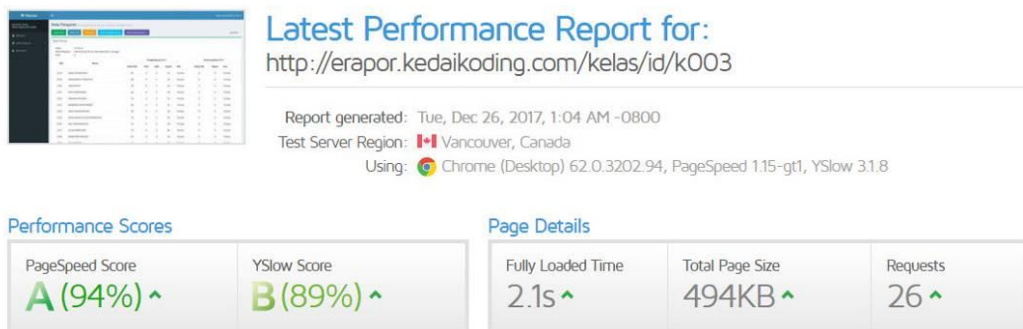 Latest Performance Report for:
http://erapor.kedaikoding.com/kelas/id/k003
Report generated: Tue, Dec 26, 2017, 1:04 AM -0800
Test Server Region: Vancouver, Canada
Using: Chrome (Desktop) 62.0.3202.94, PageSpeed 1.15-gt1, YSlow 3.1.8
Performance Scores
Page Details
PageSpeed Score
YSlow Score
Fully Loaded Time
Total Page Size
Requests
A (94%)
B (89%)
2.1s
494KB
26